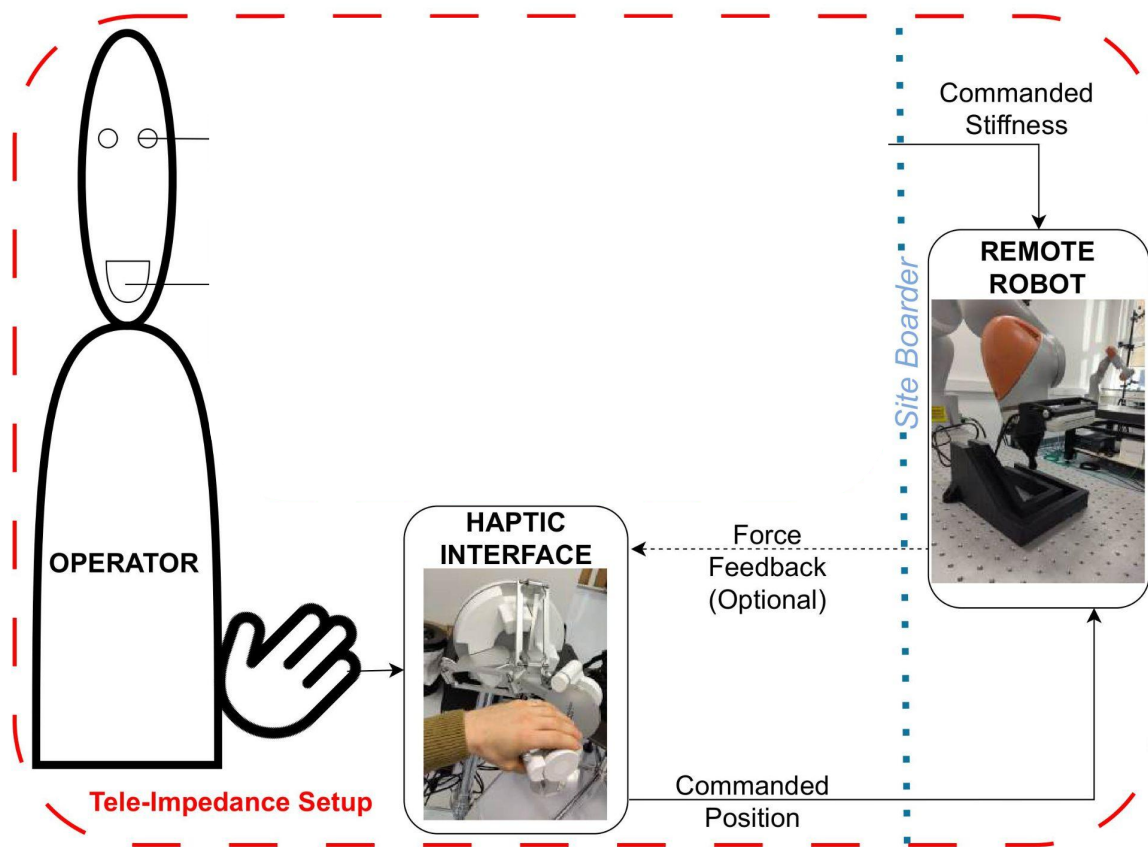 Commanded
Stiffness
REMOTE
ROBOT
Site Boarder
HAPTIC
INTERFACE
OPERATOR
Force
Feedback
(Optional)
Tele-Impedance Setup
Commanded
Position